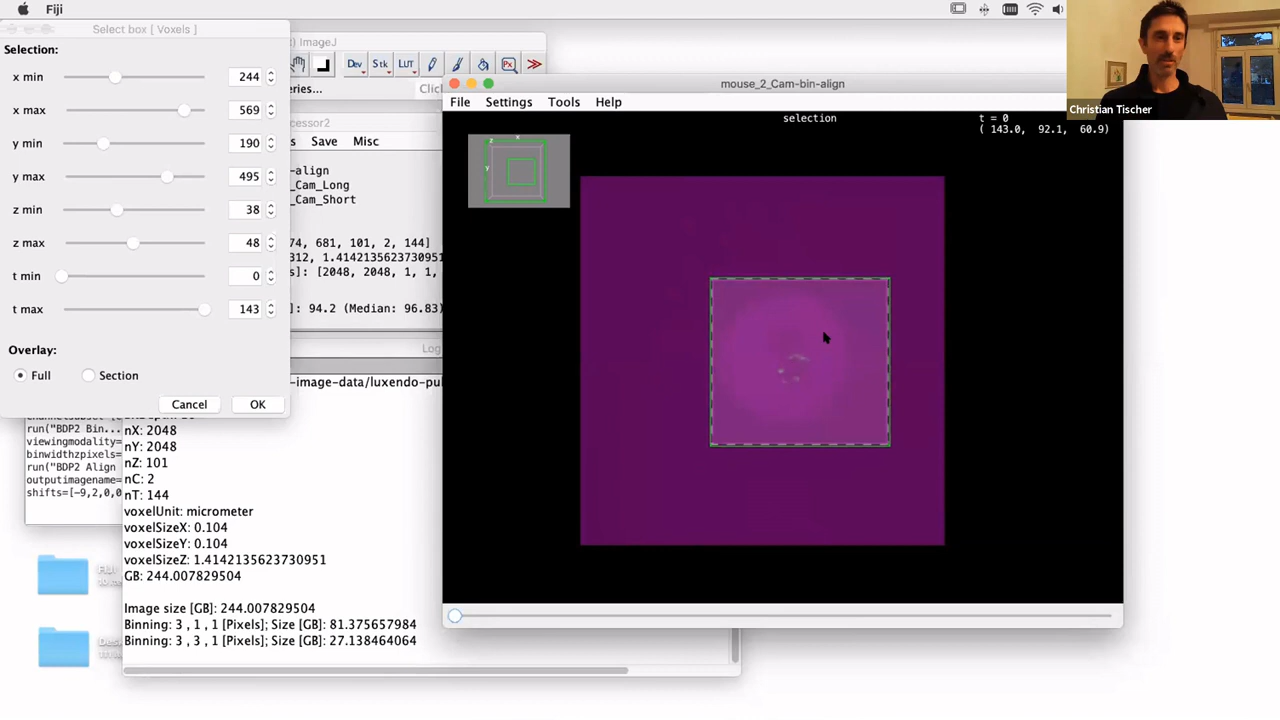 Fiji
Select box [ Voxels ]
Selection:
x min 244
x max 569
y min 190
y max 495
z min 38
z max 48
t min 0
t max 143
Overlay:
Full Section
Cancel OK
ImageJ
Dev Stk LUT
ries... Click
cessor2
s Save Misc
-align
_Cam_Long
_Cam_Short
74, 681, 101, 2, 144]
312, 1.414213562373095
s]: [2048, 2048, 1, 1,
]: 94.2 (Median: 96.83)
Log
-image-data/luxendo-pul
run("BDP2 Bin...
viewingmodality=
binwidthzpixels=
run("BDP2 Align
outputimagename=
shifts=[-9,2,0,0
nX: 2048
nY: 2048
nZ: 101
nC: 2
nT: 144
voxelUnit: micrometer
voxelSizeX: 0.104
voxelSizeY: 0.104
voxelSizeZ: 1.4142135623730951
GB: 244.007829504
Image size [GB]: 244.007829504
Binning: 3 , 1 , 1 [Pixels]; Size [GB]: 81.375657984
Binning: 3 , 3 , 1 [Pixels]; Size [GB]: 27.138464064
mouse_2_Cam-bin-align
File Settings Tools Help
selection
t = 0
( 143.0, 92.1, 60.9)
x
y
z
Christian Tischer